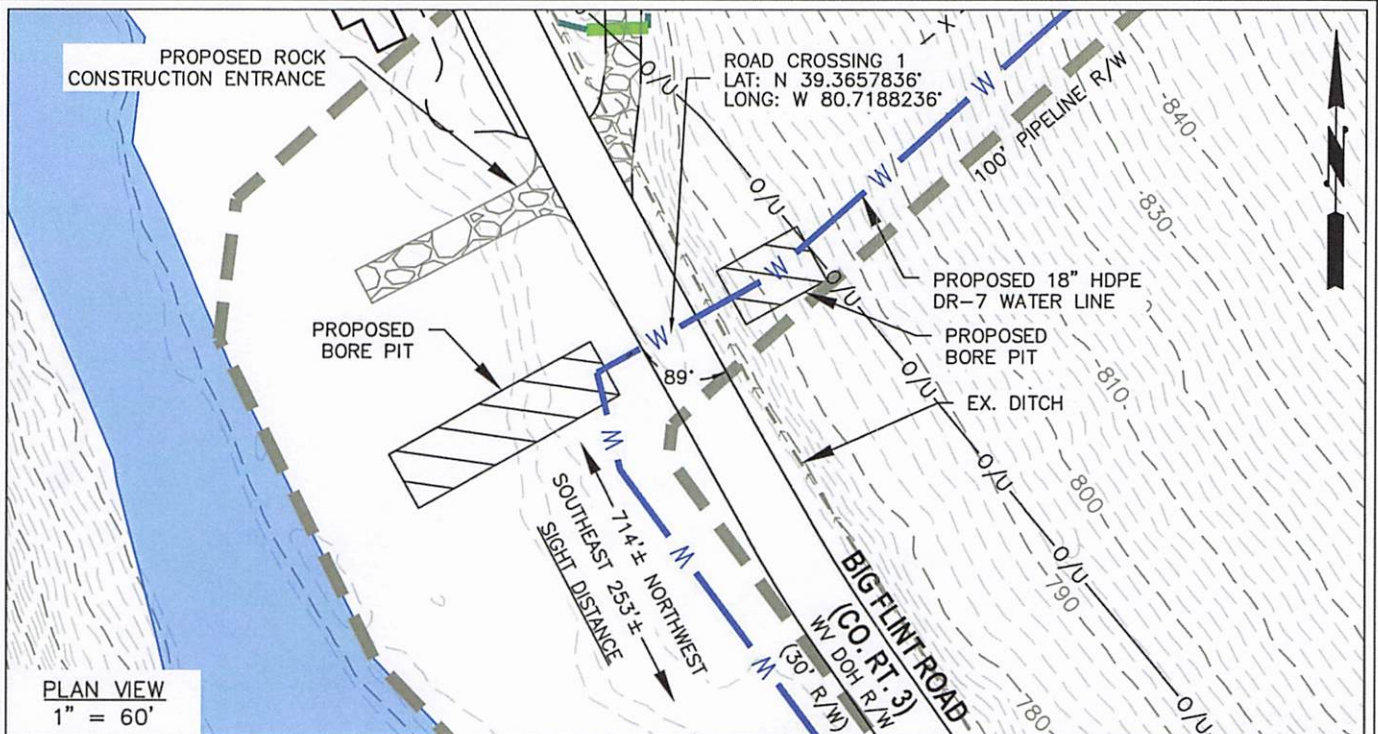 PROPOSED ROCK
CONSTRUCTION ENTRANCE
ROAD CROSSING 1
LAT: N 39.3657836°
LONG: W 80.7188236°
O/U
O/U
O/U
O/U
O/U
O/U
O/U
O/U
X
N
W
W
W
W
W
W
W
100' PIPELINE R/W
-840-
-830-
810-
800
790
-780-
PROPOSED 18" HDPE
DR-7 WATER LINE
PROPOSED
BORE PIT
PROPOSED
BORE PIT
89°
EX. DITCH
714'± NORTHWEST
SOUTHEAST 253'±
SIGHT DISTANCE
BIG FLINT ROAD
(CO. RT. 3)
WV DOH R/W
(30' R/W)
PLAN VIEW
1" = 60'